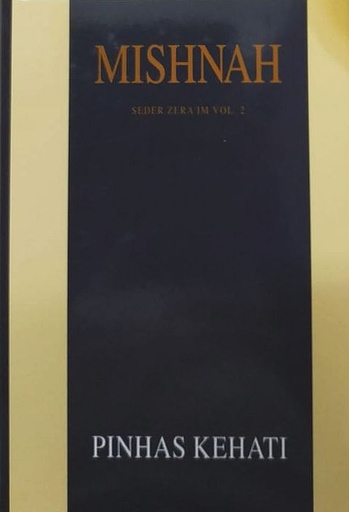 MISHNAH
SEDER ZERA'IM VOL. 2
PINHAS KEHATI